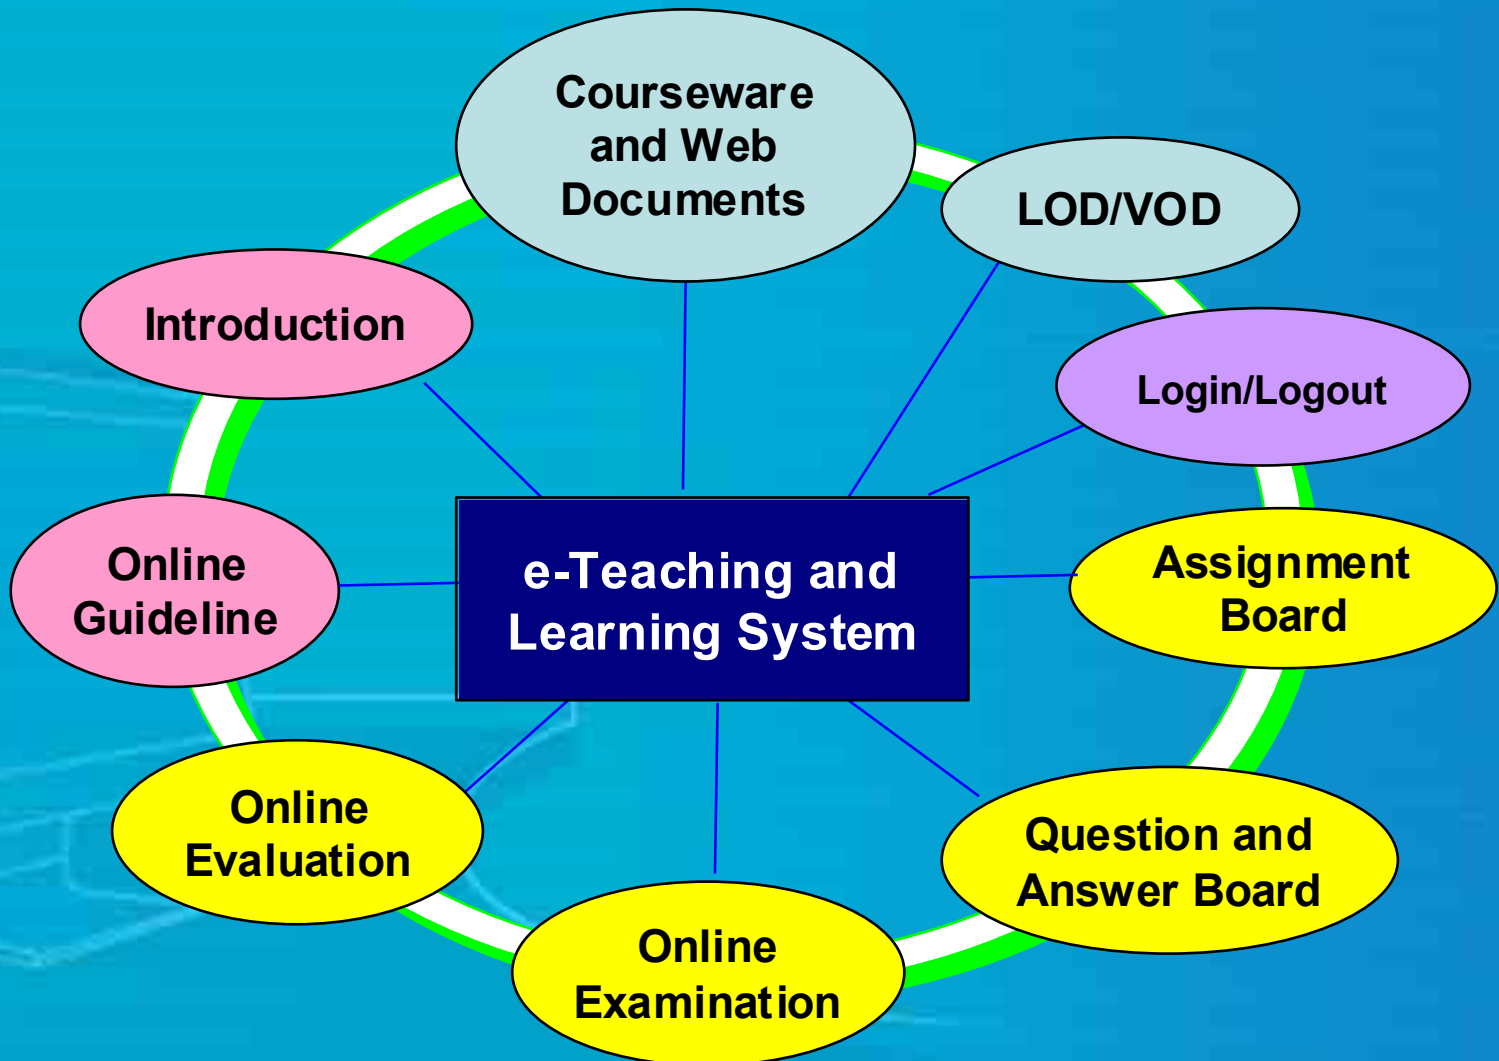 Courseware
and Web
Documents
LOD/VOD
Introduction
Login/Logout
Online
Guideline
e-Teaching and
Learning System
Assignment
Board
Online
Evaluation
Question and
Answer Board
Online
Examination